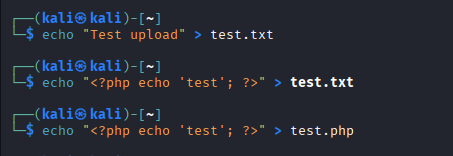 ┌──(kali㉿kali)-[~]
└─$ echo "Test upload" > test.txt
┌──(kali㉿kali)-[~]
└─$ echo "<?php echo 'test'; ?>" > test.txt
┌──(kali㉿kali)-[~]
└─$ echo "<?php echo 'test'; ?>" > test.php